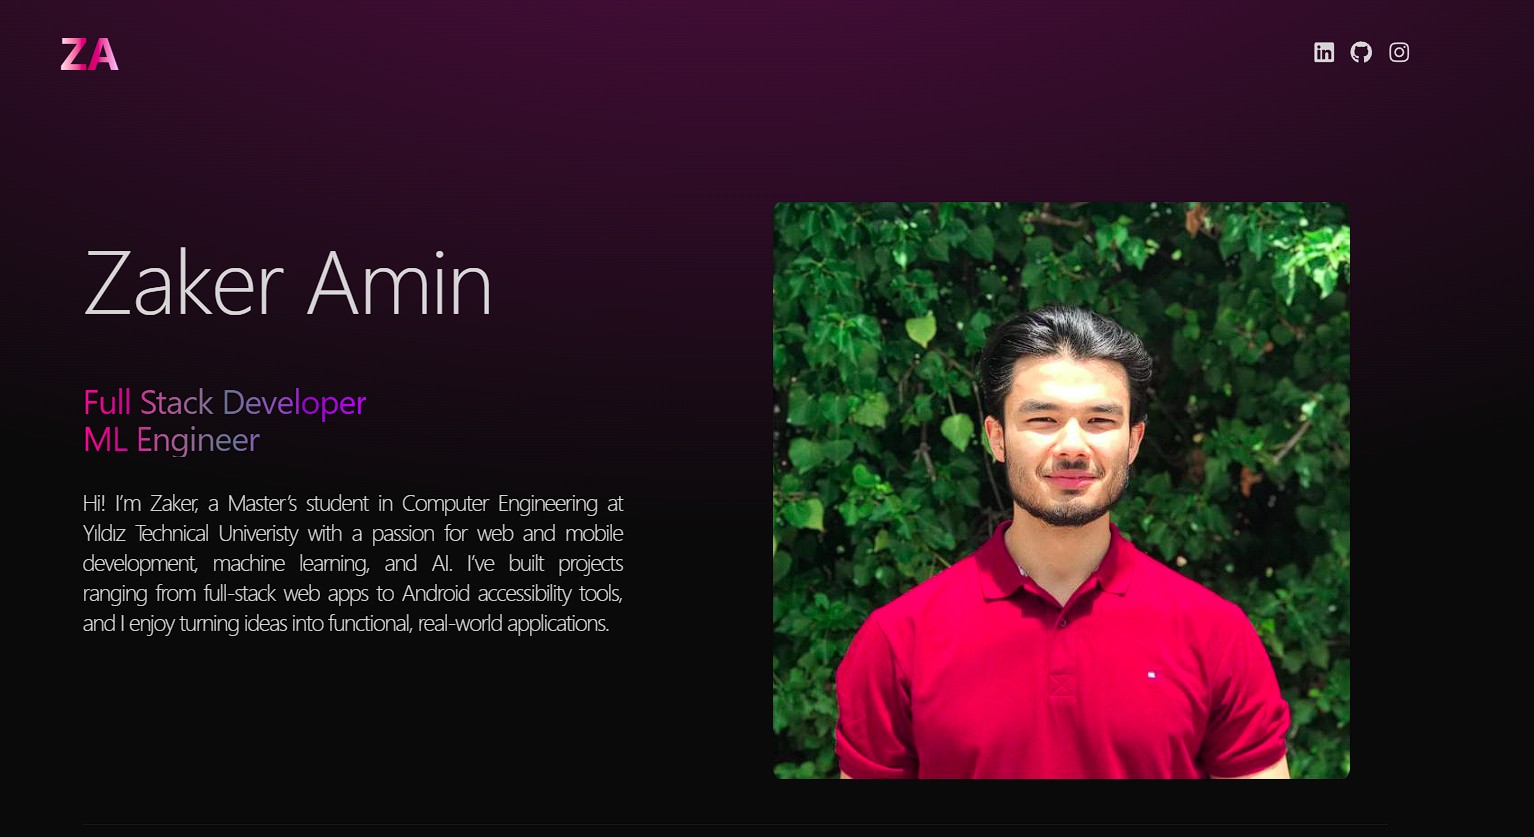 ZA
Zaker Amin
Full Stack Developer
ML Engineer
Hi! I’m Zaker, a Master’s student in Computer Engineering at
Yıldız Technical Univeristy with a passion for web and mobile
development, machine learning, and AI. I’ve built projects
ranging from full-stack web apps to Android accessibility tools,
and I enjoy turning ideas into functional, real-world applications.